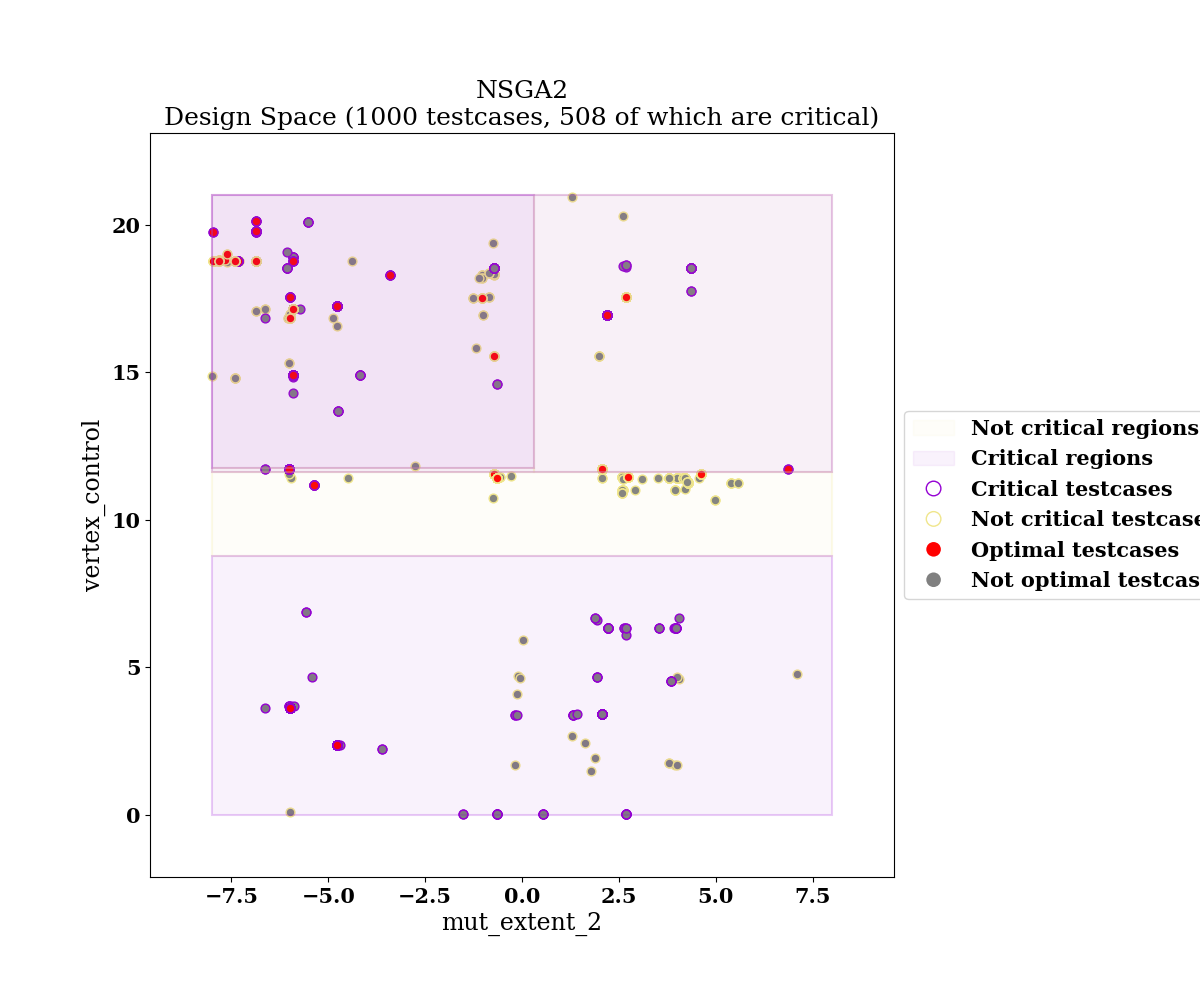 NSGA2
Design Space (1000 testcases, 508 of which are critical)
vertex_control
20
15
10
5
0
−7.5
−5.0
−2.5
0.0
2.5
5.0
7.5
mut_extent_2
Not critical regions
Critical regions
Critical testcases
Not critical testcase
Optimal testcases
Not optimal testcas